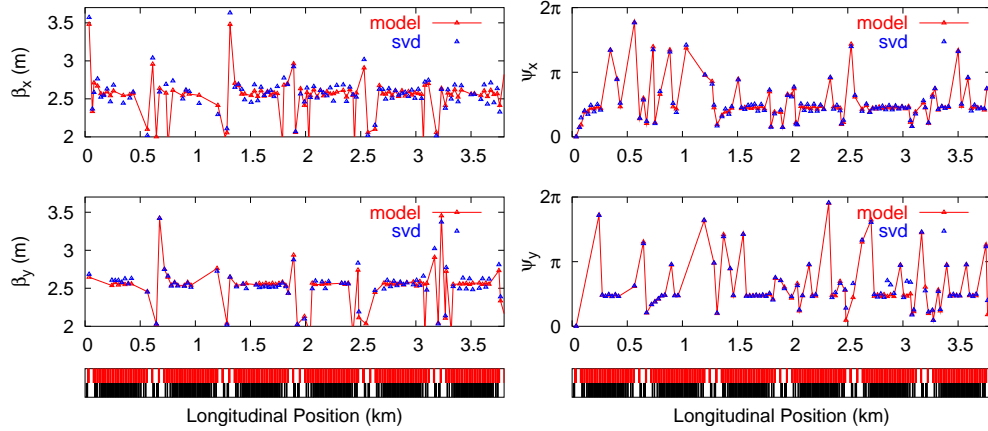 3.5
3
2.5
2
β_x (m)
model
svd
0 0.5 1 1.5 2 2.5 3 3.5
2π
π
0
ψ_x
model
svd
0 0.5 1 1.5 2 2.5 3 3.5
3.5
3
2.5
2
β_y (m)
model
svd
0 0.5 1 1.5 2 2.5 3 3.5
2π
π
0
ψ_y
model
svd
0 0.5 1 1.5 2 2.5 3 3.5
Longitudinal Position (km)
Longitudinal Position (km)